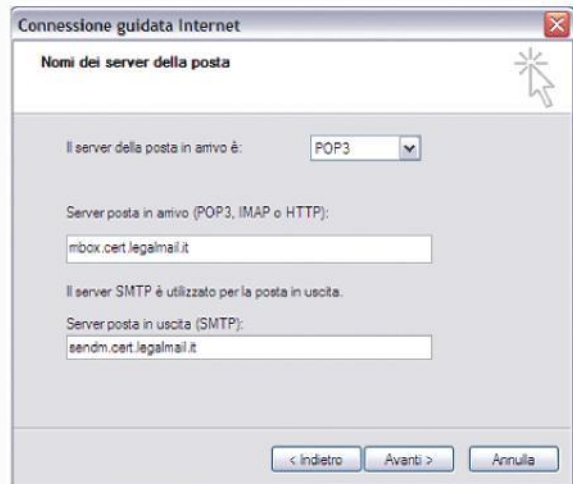 Connessione guidata Internet
Nomi dei server della posta
Il server della posta in arrivo è:
POP3
Server posta in arrivo (POP3, IMAP o HTTP):
mbox.cert.legalmail.it
Il server SMTP è utilizzato per la posta in uscita.
Server posta in uscita (SMTP):
sendm.cert.legalmail.it
< Indietro
Avanti >
Annulla